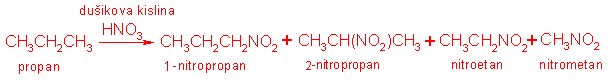 dušikova kislina
HNO₃
CH₃CH₂CH₃ → CH₃CH₂CH₂NO₂ + CH₃CH(NO₂)CH₃ + CH₃CH₂NO₂ + CH₃NO₂
propan 1-nitropropan 2-nitropropan nitroetan nitrometan